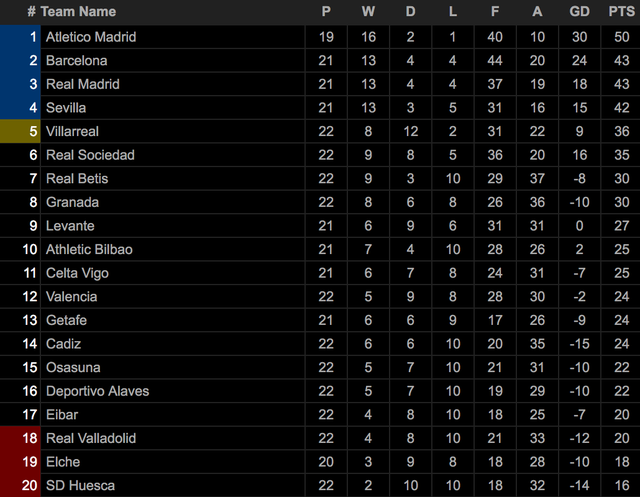 # Team Name P W D L F A GD PTS
1 Atletico Madrid 19 16 2 1 40 10 30 50
2 Barcelona 21 13 4 4 44 20 24 43
3 Real Madrid 21 13 4 4 37 19 18 43
4 Sevilla 21 13 3 5 31 16 15 42
5 Villarreal 22 8 12 2 31 22 9 36
6 Real Sociedad 22 9 8 5 36 20 16 35
7 Real Betis 22 9 3 10 29 37 -8 30
8 Granada 22 8 6 8 26 36 -10 30
9 Levante 21 6 9 6 31 31 0 27
10 Athletic Bilbao 21 7 4 10 28 26 2 25
11 Celta Vigo 21 6 7 8 24 31 -7 25
12 Valencia 22 5 9 8 28 30 -2 24
13 Getafe 21 6 6 9 17 26 -9 24
14 Cadiz 22 6 6 10 20 35 -15 24
15 Osasuna 22 5 7 10 21 31 -10 22
16 Deportivo Alaves 22 5 7 10 19 29 -10 22
17 Eibar 22 4 8 10 18 25 -7 20
18 Real Valladolid 22 4 8 10 21 33 -12 20
19 Elche 20 3 9 8 18 28 -10 18
20 SD Huesca 22 2 10 10 18 32 -14 16